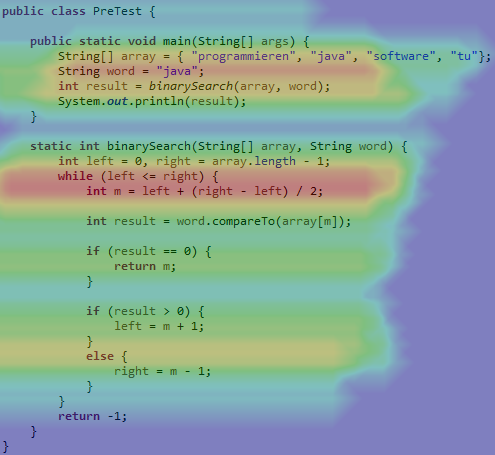 public class PreTest {
public static void main(String[] args) {
String[] array = { "programmieren", "java", "software", "tu"};
String word = "java";
int result = binarySearch(array, word);
System.out.println(result);
}
static int binarySearch(String[] array, String word) {
int left = 0, right = array.length - 1;
while (left <= right) {
int m = left + (right - left) / 2;
int result = word.compareTo(array[m]);
if (result == 0) {
return m;
}
if (result > 0) {
left = m + 1;
}
else {
right = m - 1;
}
}
return -1;
}
}